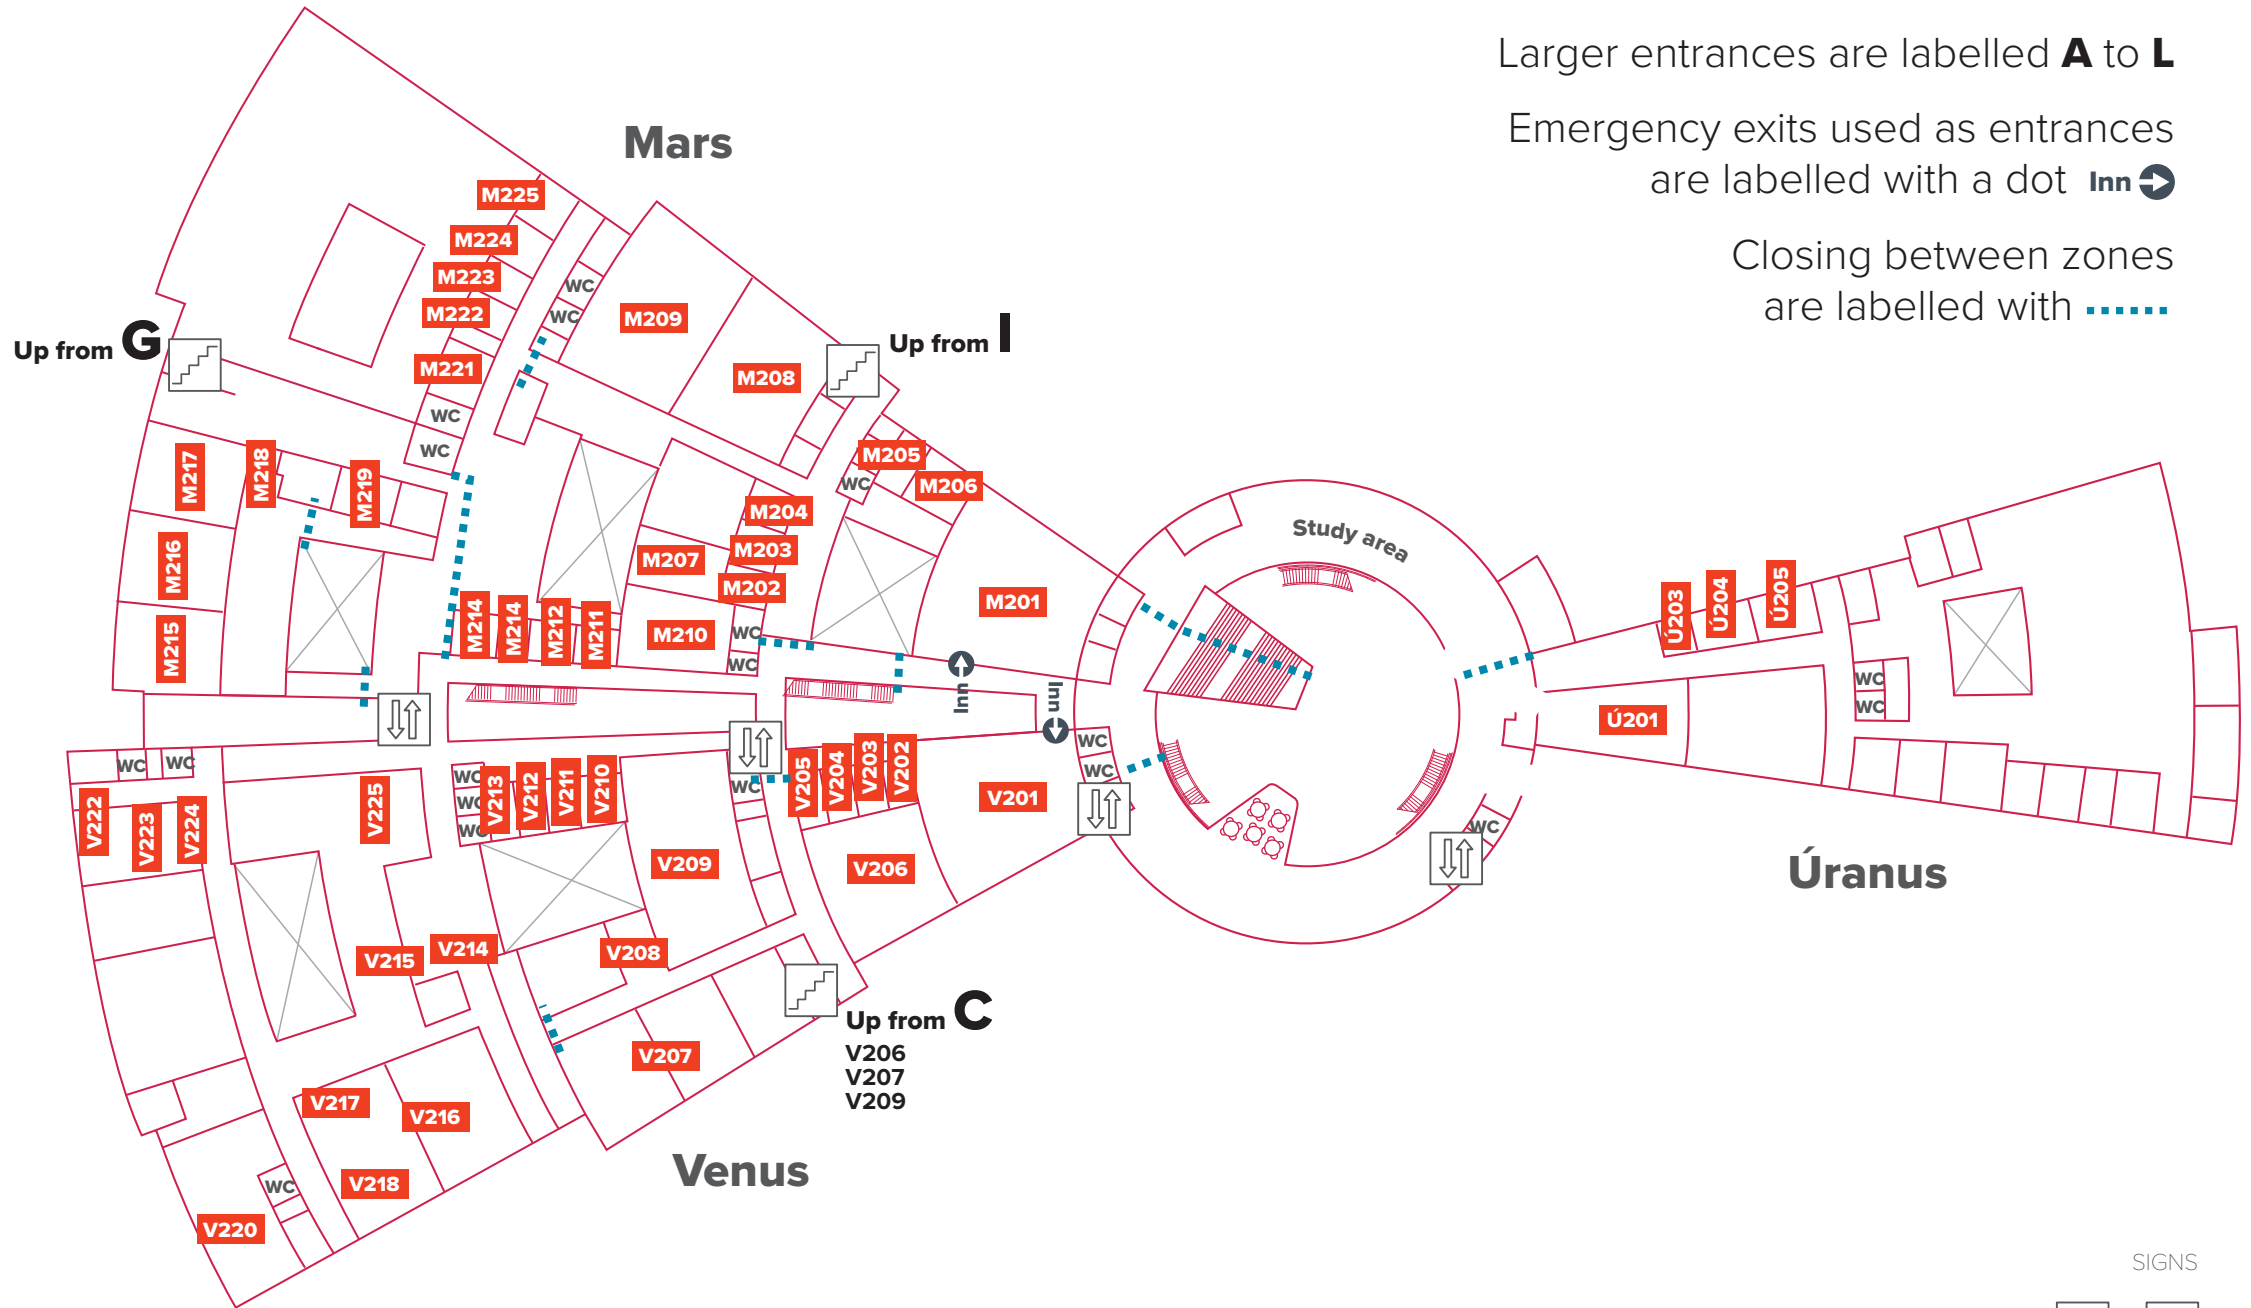 Larger entrances are labelled A to L
Emergency exits used as entrances
are labelled with a dot Inn
Closing between zones
are labelled with
Mars
M225
M224
M223
M222
M221
WC
WC
WC
WC
M209
M208
Up from G
Up from I
M217
M218
M219
M216
M215
M205
M206
WC
M204
M203
M202
M207
M210
WC
WC
M214
M214
M212
M211
M201
Inn
Inn
Study area
Ú203
Ú204
Ú205
Ú201
WC
WC
Úranus
WC
WC
WC
WC
WC
V222
V223
V224
V225
WC
WC
WC
V213
V212
V211
V210
WC
V205
V204
V203
V202
V201
V209
V206
V208
V215
V214
V207
Up from C
V206
V207
V209
V217
V216
V218
WC
V220
Venus
SIGNS